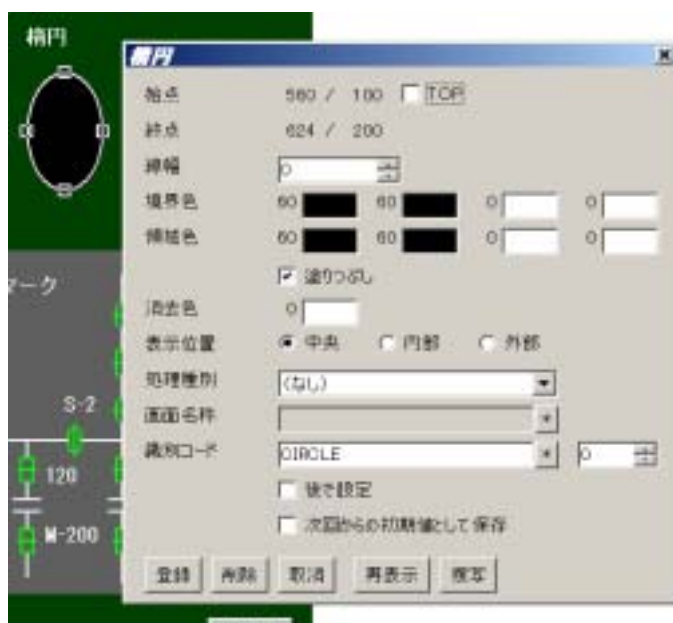 楕円
楕円
始点 560 / 100 TOP
終点 624 / 200
線幅 0
境界色 60 60 0 0
領域色 60 60 0 0
塗りつぶし
消去色 0
表示位置 中央 内部 外部
処理種別 (なし)
画面名称
識別コード CIRCLE 0
後で設定
次回からの初期値として保存
登録 削除 取消 再表示 複写
マーク
S-2
120
M-200